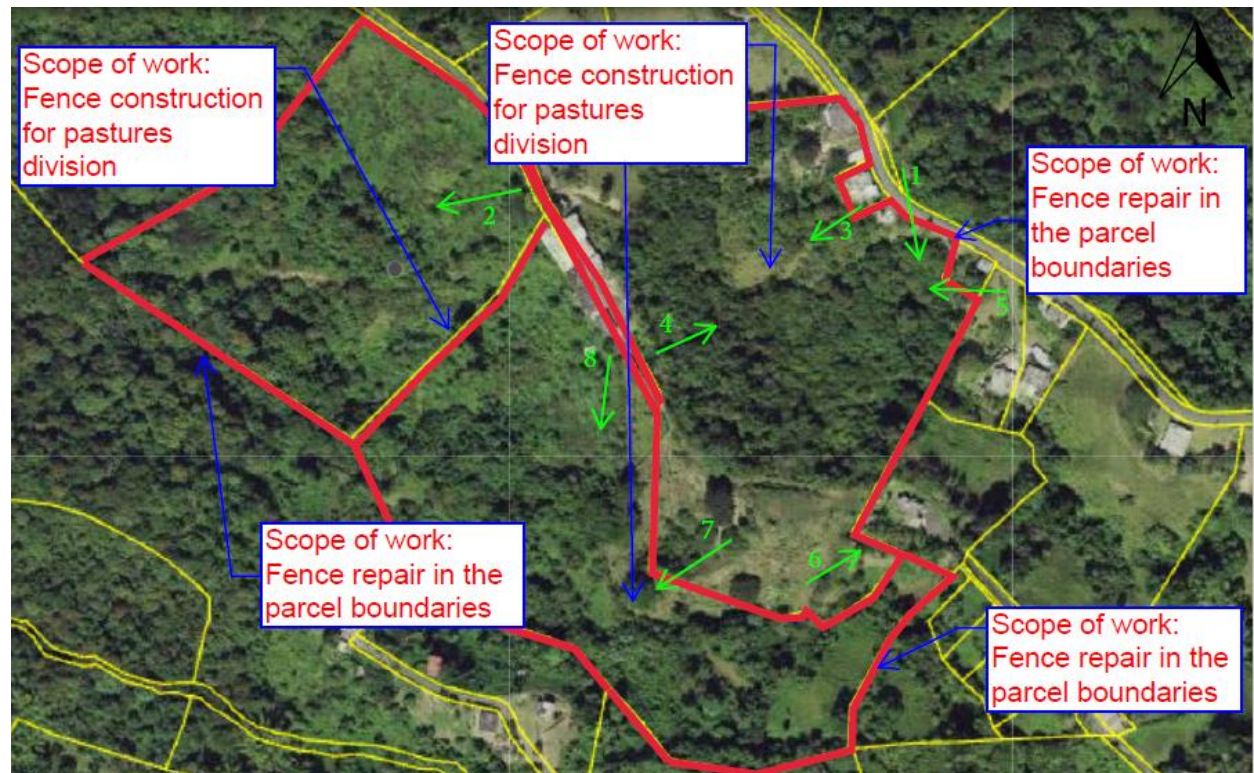 Scope of work:
Fence construction
for pastures
division
Scope of work:
Fence construction
for pastures
division
N
Scope of work:
Fence repair in
the parcel
boundaries
1
2
3
5
4
8
7
6
Scope of work:
Fence repair in the
parcel boundaries
Scope of work:
Fence repair in the
parcel boundaries